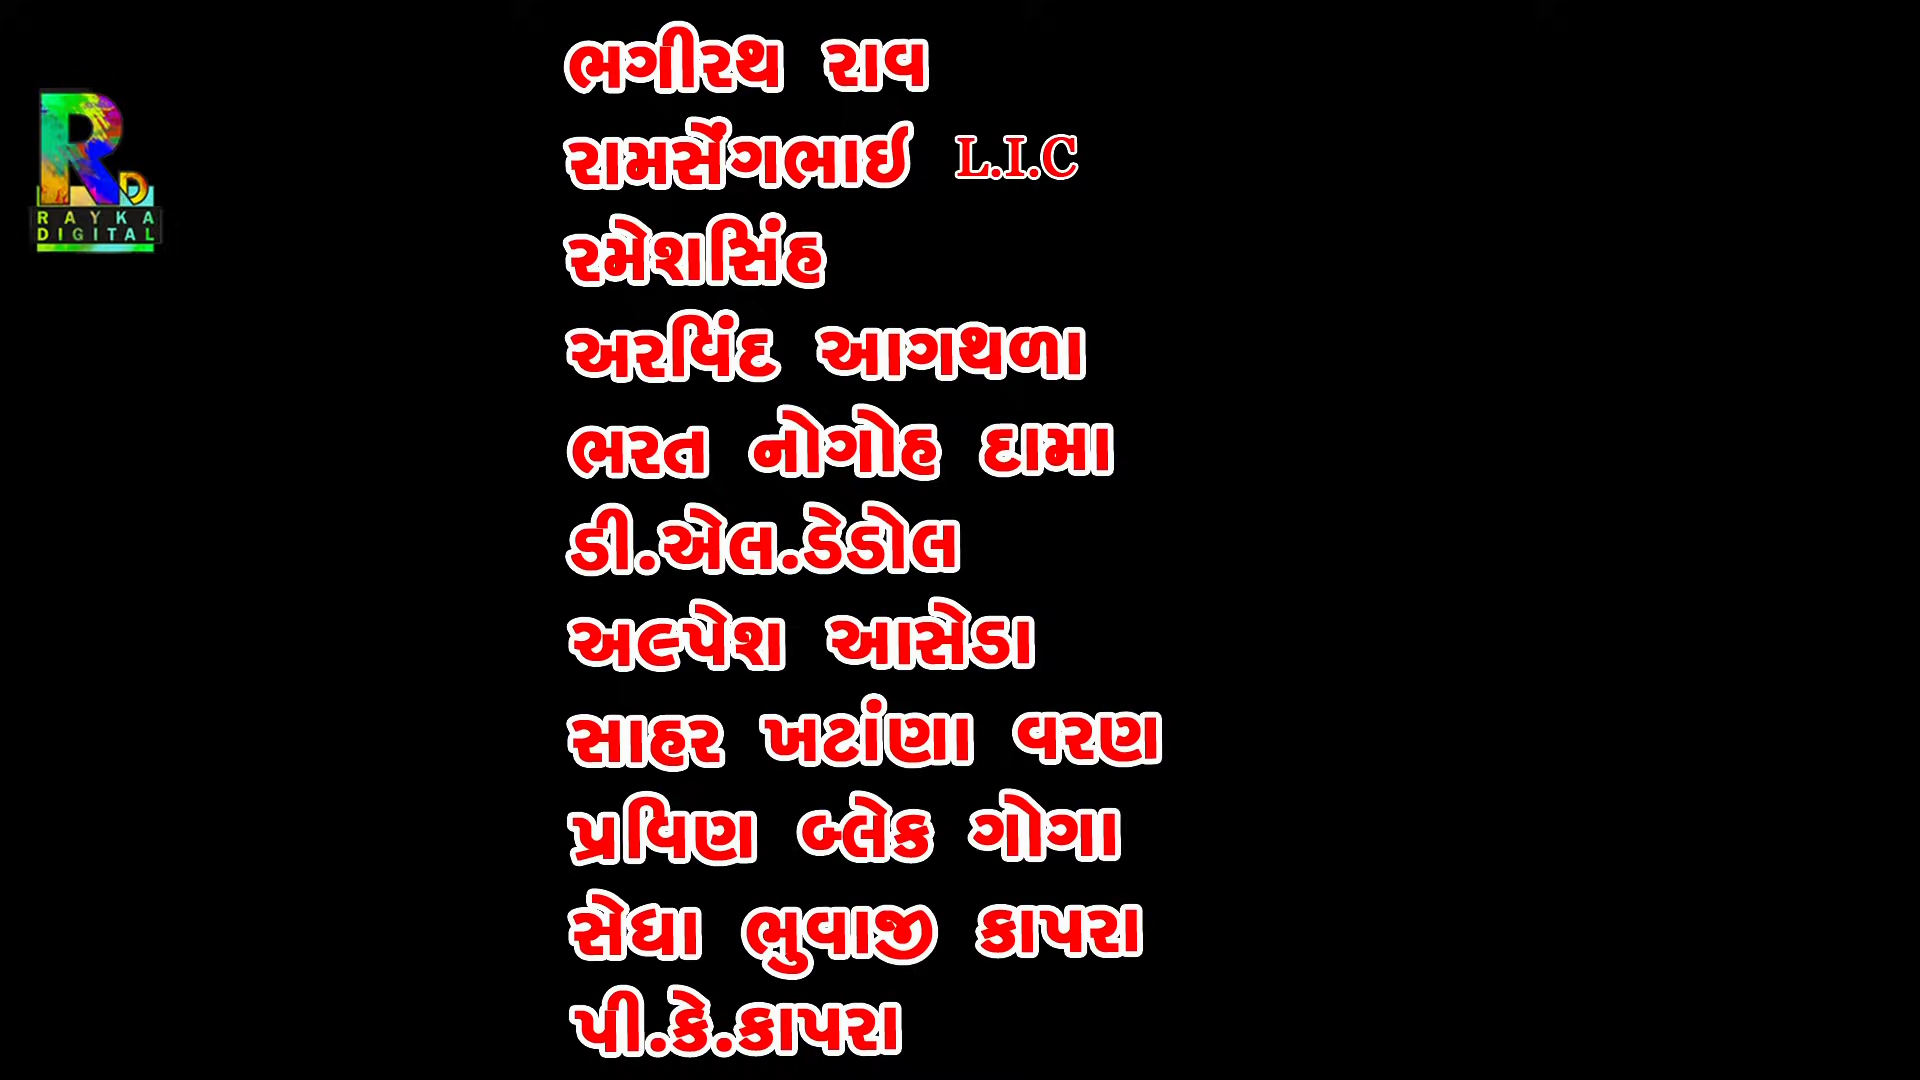 ભગીરથ રાવ
રામસેંગભાઇ L.I.C
RAYKA
DIGITAL
રમેશસિંહ
અરવિંદ આગથળા
ભરત નોગોહ દામા
ડી.એલ.ડેડોલ
અલ્પેશ આસેડા
સાહર ખટાંણા વરણ
પ્રવિણ બ્લેક ગોગા
સેધા ભુવાજી કાપરા
પી.કે.કાપરા